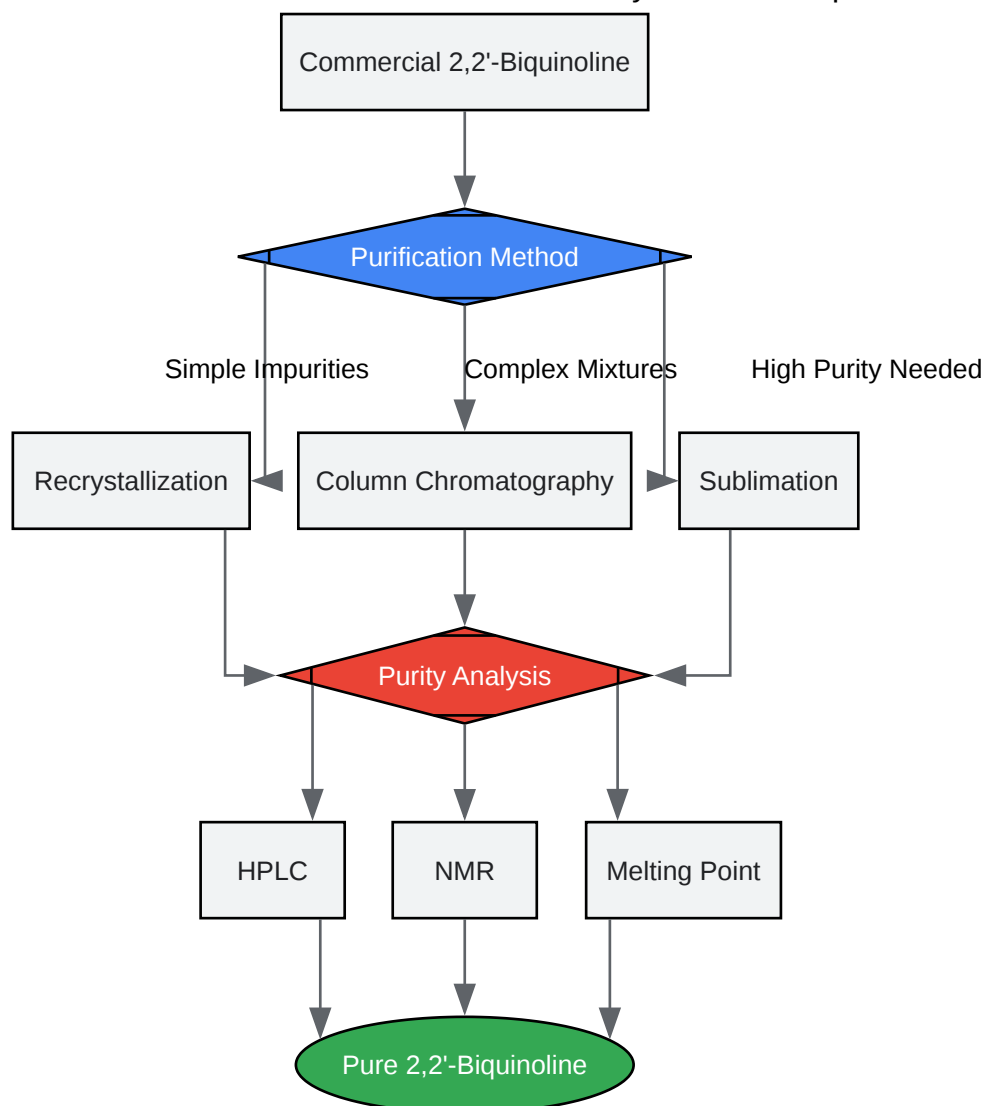 Commercial 2,2'-Biquinoline
Purification Method
Simple Impurities
Complex Mixtures
High Purity Needed
Recrystallization
Column Chromatography
Sublimation
Purity Analysis
HPLC
NMR
Melting Point
Pure 2,2'-Biquinoline